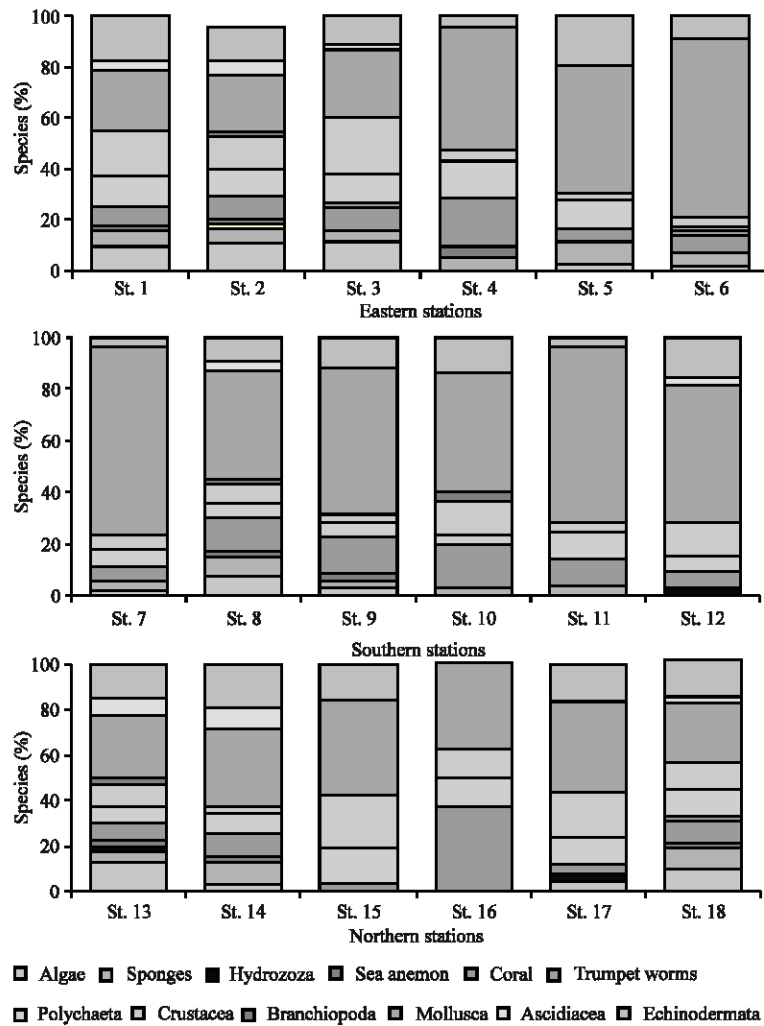 100
80
60
40
20
0
Species (%)
St. 1 St. 2 St. 3 St. 4 St. 5 St. 6
Eastern stations
100
80
60
40
20
0
Species (%)
St. 7 St. 8 St. 9 St. 10 St. 11 St. 12
Southern stations
100
80
60
40
20
0
Species (%)
St. 13 St. 14 St. 15 St. 16 St. 17 St. 18
Northern stations
Algae Sponges Hydrozoza Sea anemon Coral Trumpet worms
Polychaeta Crustacea Branchiopoda Mollusca Ascidiacea Echinodermata